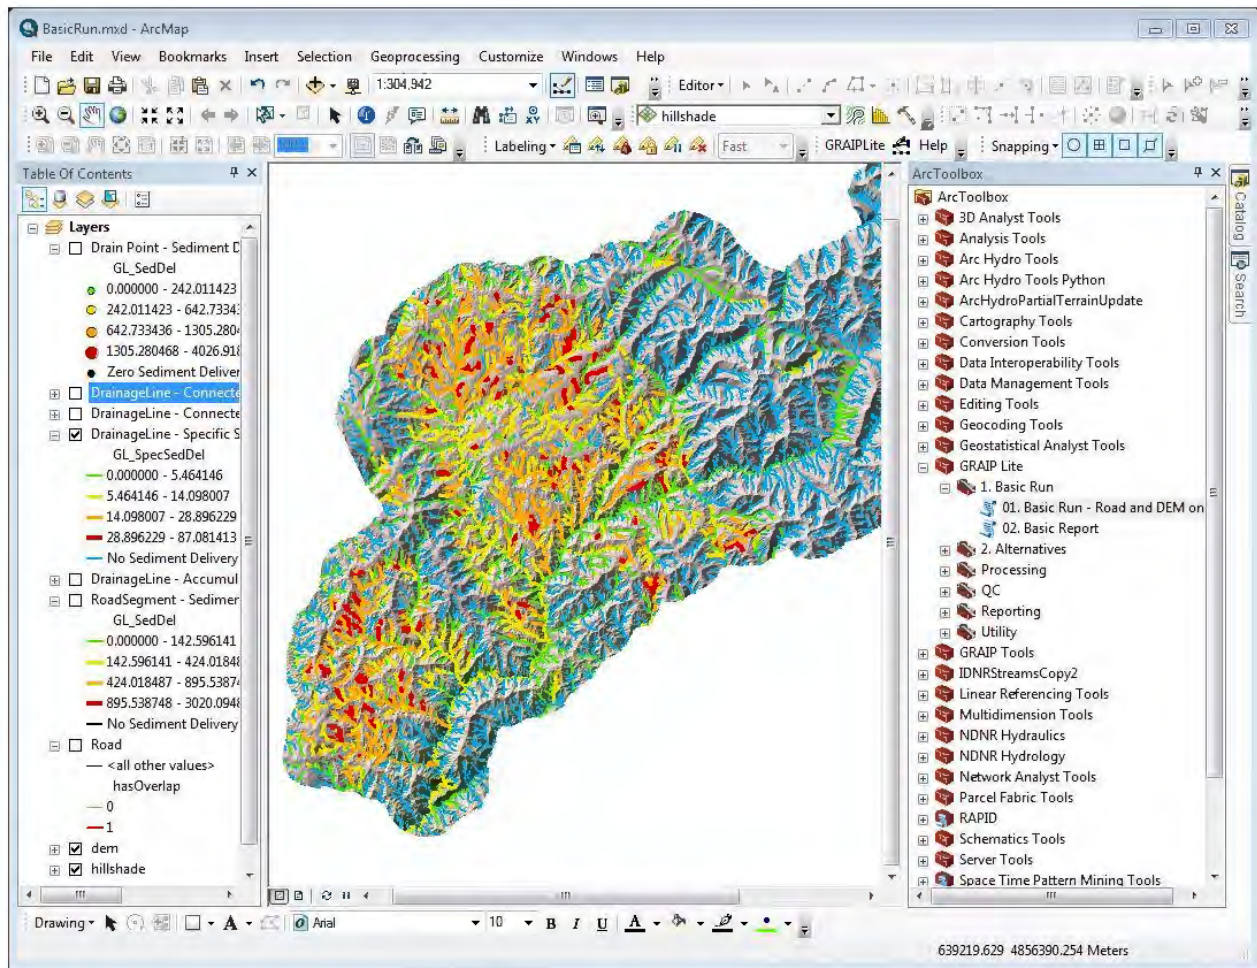 BasicRun.mxd - ArcMap
File Edit View Bookmarks Insert Selection Geoprocessing Customize Windows Help
1:304,942 Editor
hillshade
100% Labeling Fast GRAIPLite Help Snapping
Table Of Contents
Layers
Drain Point - Sediment D
GL_SedDel
0.000000 - 242.011423
242.011423 - 642.7334
642.733436 - 1305.2804
1305.280468 - 4026.918
Zero Sediment Deliver
DrainageLine - Connecte
DrainageLine - Connecte
DrainageLine - Specific S
GL_SpecSedDel
0.000000 - 5.464146
5.464146 - 14.098007
14.098007 - 28.896229
28.896229 - 87.081413
No Sediment Delivery
DrainageLine - Accumul
RoadSegment - Sedimer
GL_SedDel
0.000000 - 142.596141
142.596141 - 424.01848
424.018487 - 895.53874
895.538748 - 3020.0948
No Sediment Delivery
Road
<all other values>
hasOverlap
0
1
dem
hillshade
ArcToolbox
ArcToolbox
3D Analyst Tools
Analysis Tools
Arc Hydro Tools
Arc Hydro Tools Python
ArcHydroPartialTerrainUpdate
Cartography Tools
Conversion Tools
Data Interoperability Tools
Data Management Tools
Editing Tools
Geocoding Tools
Geostatistical Analyst Tools
GRAIP Lite
1. Basic Run
01. Basic Run - Road and DEM on
02. Basic Report
2. Alternatives
Processing
QC
Reporting
Utility
GRAIP Tools
IDNRStreamsCopy2
Linear Referencing Tools
Multidimension Tools
NDNR Hydraulics
NDNR Hydrology
Network Analyst Tools
Parcel Fabric Tools
RAPID
Schematics Tools
Server Tools
Space Time Pattern Mining Tools
Catalog
Search
Drawing A Arial 10 B I U A
639219.629 4856390.254 Meters